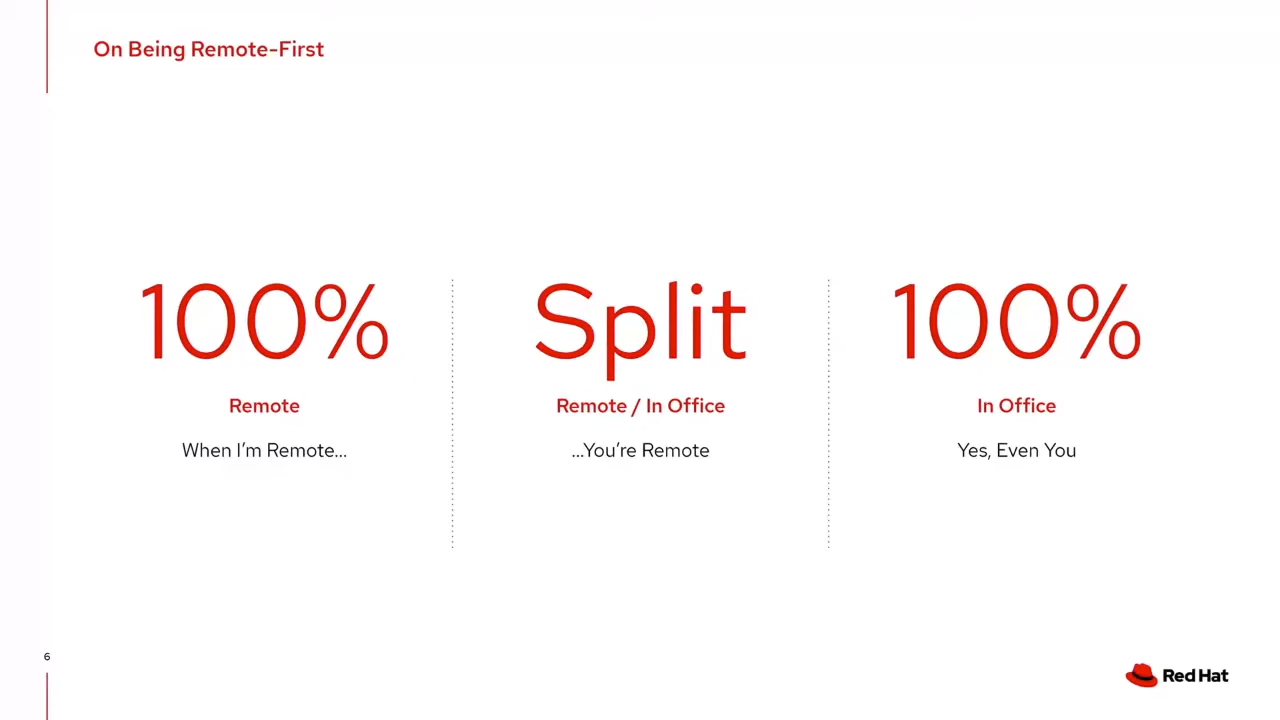 On Being Remote-First
100%
Remote
When I'm Remote...
Split
Remote / In Office
...You're Remote
100%
In Office
Yes, Even You
6
Red Hat